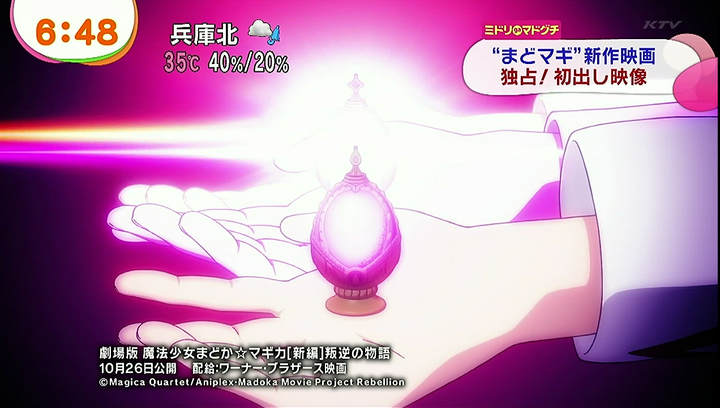 6:48
兵庫北
35℃ 40%/20%
ミドリのマドグチ
KTV
“まどマギ”新作映画
独占！初出し映像
劇場版 魔法少女まどか☆マギカ[新編]叛逆の物語
10月26日公開 配給・ワーナー・ブラザース映画
©Magica Quartet/Aniplex・Madoka Movie Project Rebellion